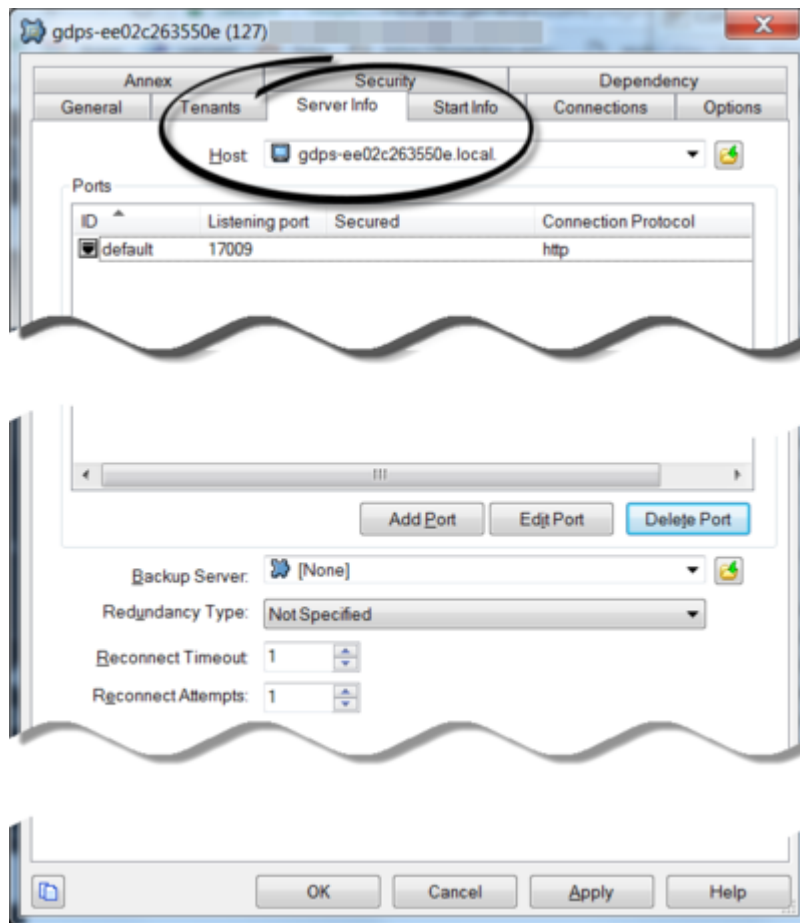 gdps-ee02c263550e (127)
Annex Security Dependency
General Tenants Server Info Start Info Connections Options
Host: gdps-ee02c263550e.local.
Ports
ID Listening port Secured Connection Protocol
default 17009 http
Add Port Edit Port Delete Port
Backup Server: [None]
Redundancy Type: Not Specified
Reconnect Timeout: 1
Reconnect Attempts: 1
OK Cancel Apply Help